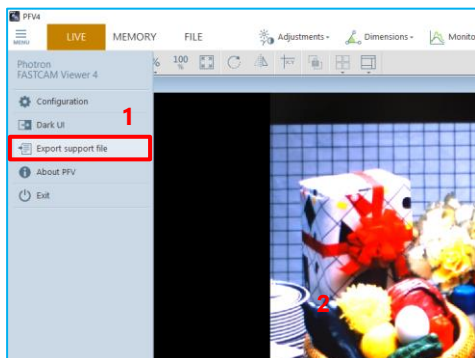 PFV4
MENU
LIVE
MEMORY
FILE
Adjustments
Dimensions
Monito
Photron
FASTCAM Viewer 4
%
100
%
Configuration
1
Dark UI
Export support file
About PFV
Exit
2